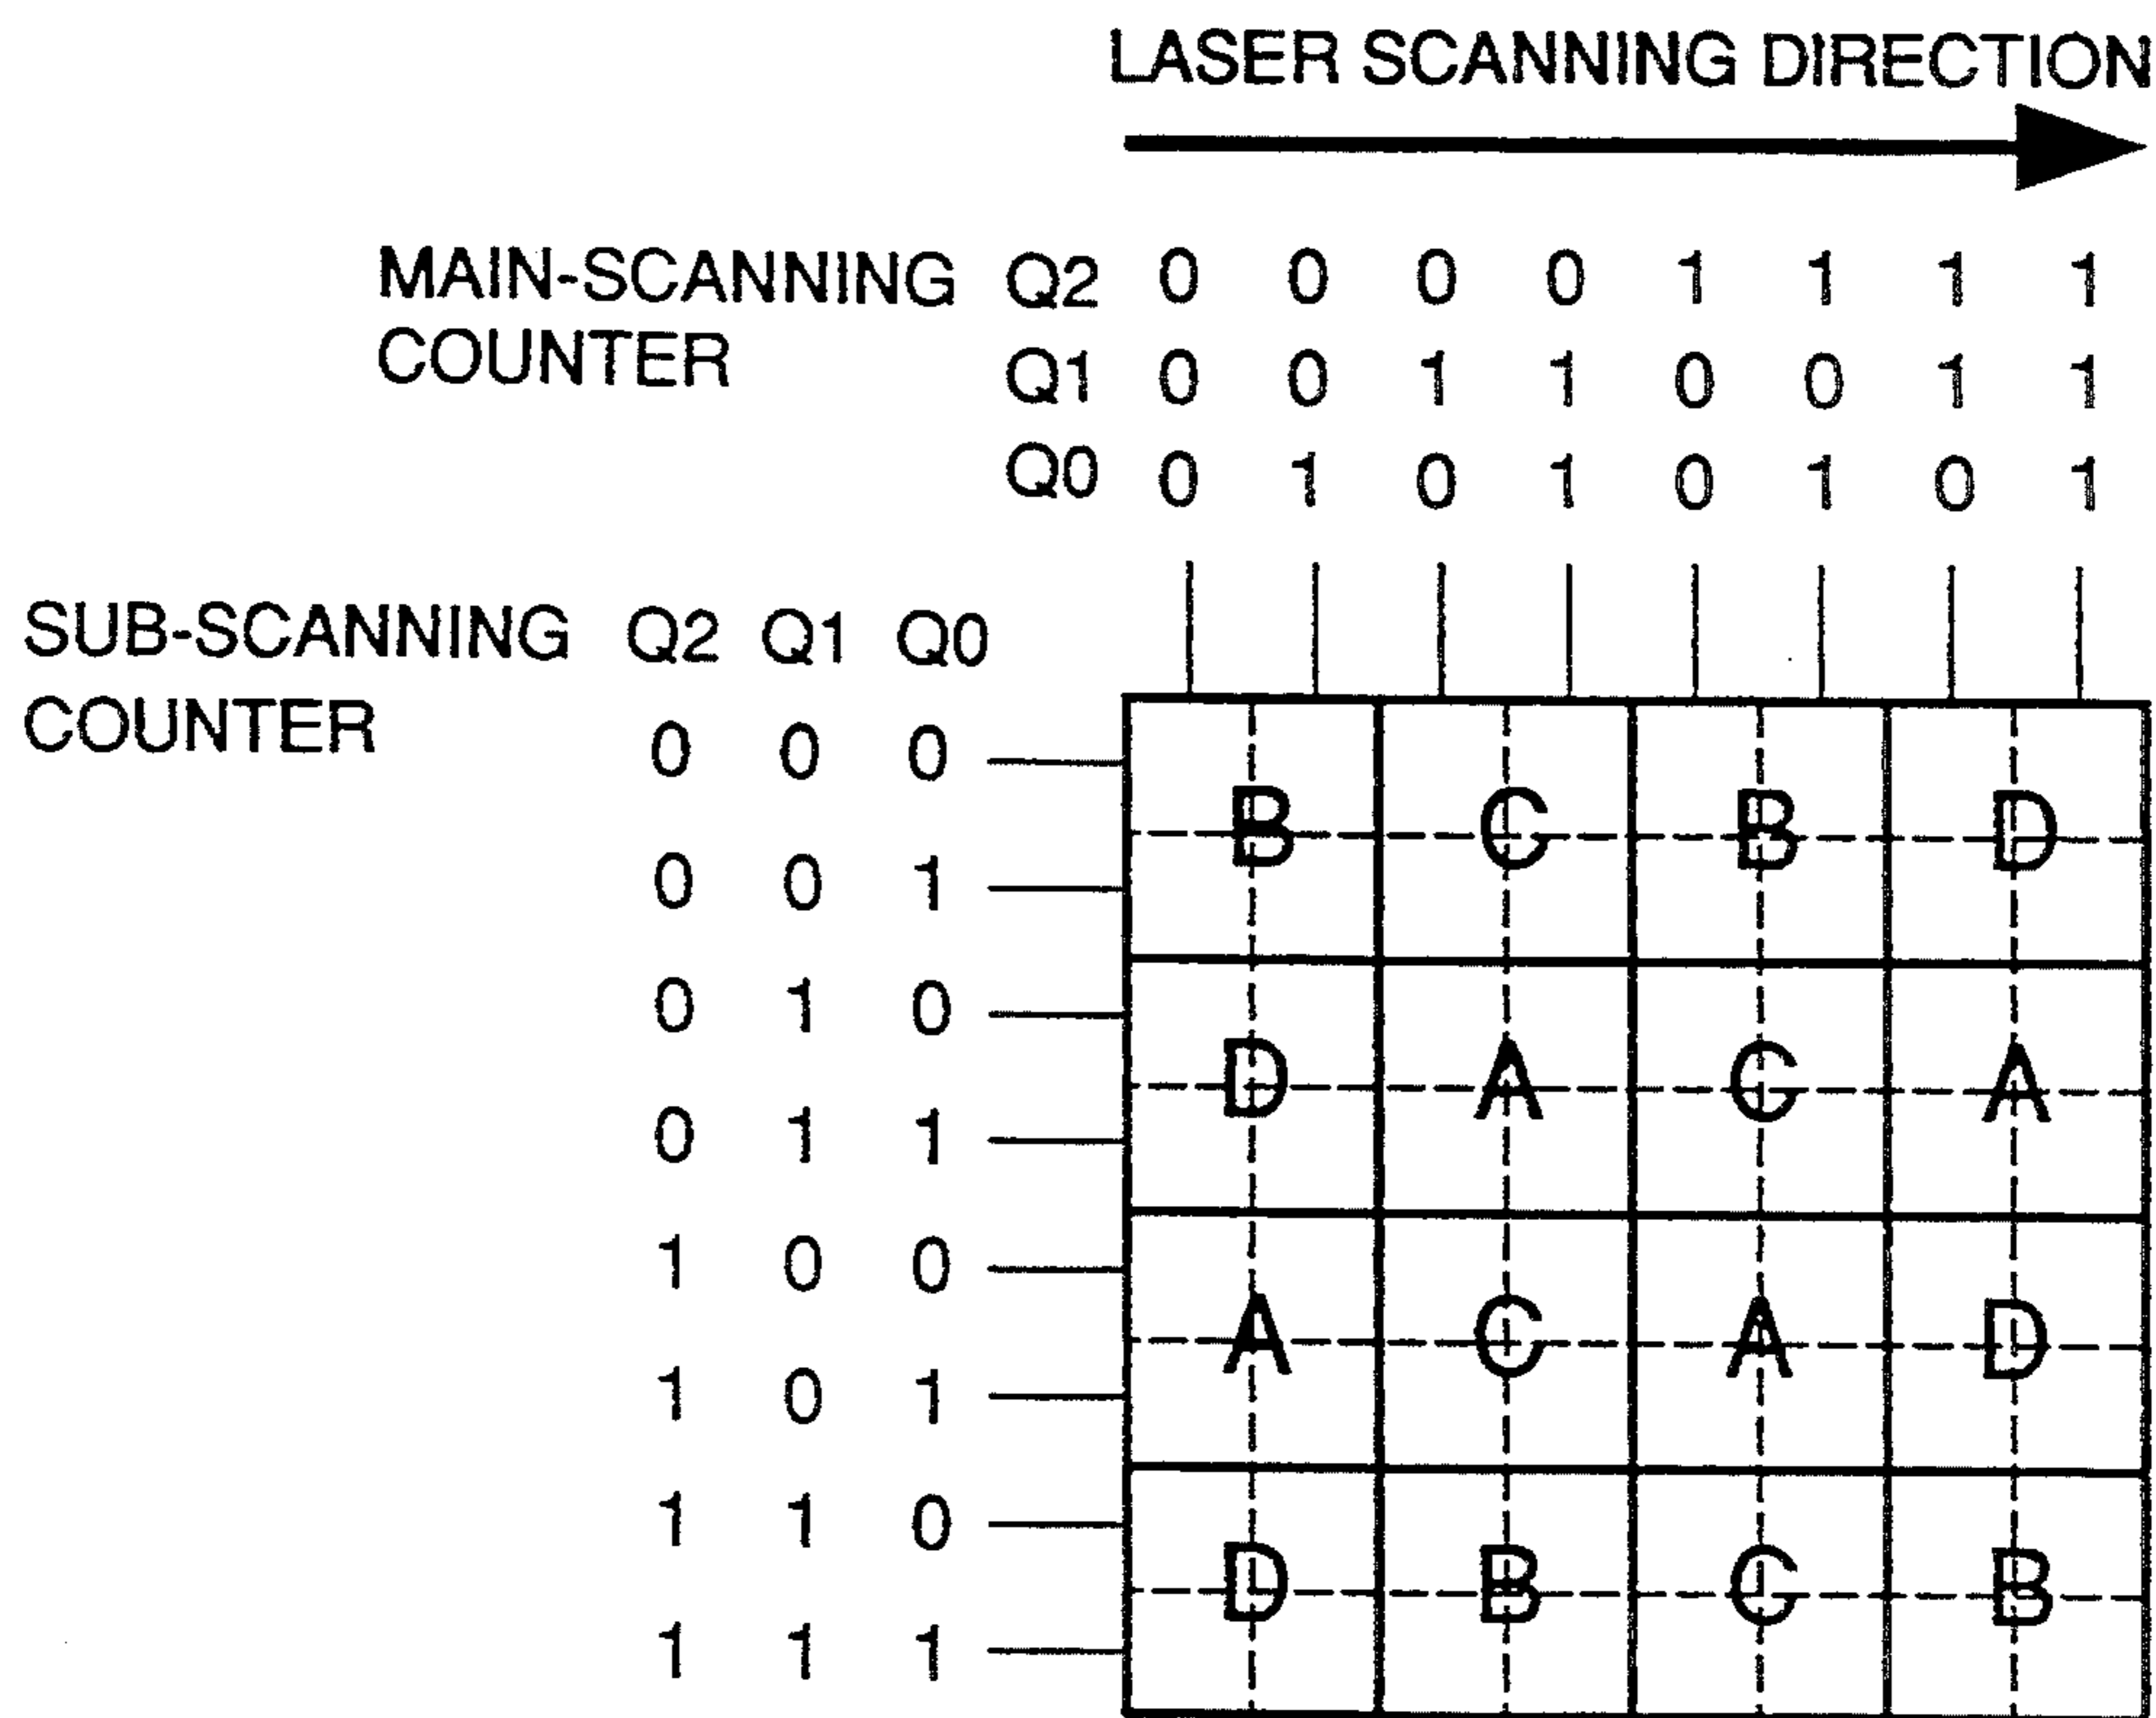 LASER SCANNING DIRECTION
MAIN-SCANNING Q2 0 0 0 0 1 1 1 1
COUNTER Q1 0 0 1 1 0 0 1 1
Q0 0 1 0 1 0 1 0 1
SUB-SCANNING Q2 Q1 Q0
COUNTER
0 0 0
B C B D
0 0 1
0 1 0
D A C A
0 1 1
1 0 0
A C A D
1 0 1
1 1 0
D B C B
1 1 1